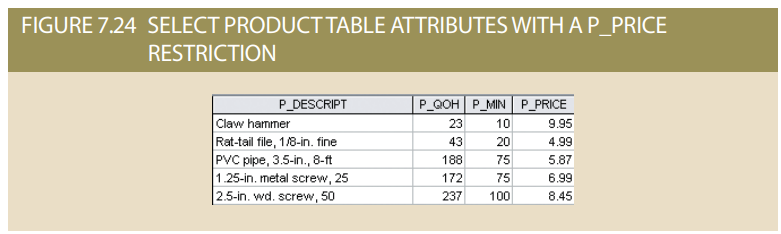 FIGURE 7.24 SELECT PRODUCT TABLE ATTRIBUTES WITH A P_PRICE
RESTRICTION
P_DESCRIPT P_QOH P_MIN P_PRICE
Claw hammer 23 10 9.95
Rat-tail file, 1/8-in. fine 43 20 4.99
PVC pipe, 3.5-in., 8-ft 188 75 5.87
1.25-in. metal screw, 25 172 75 6.99
2.5-in. wd. screw, 50 237 100 8.45